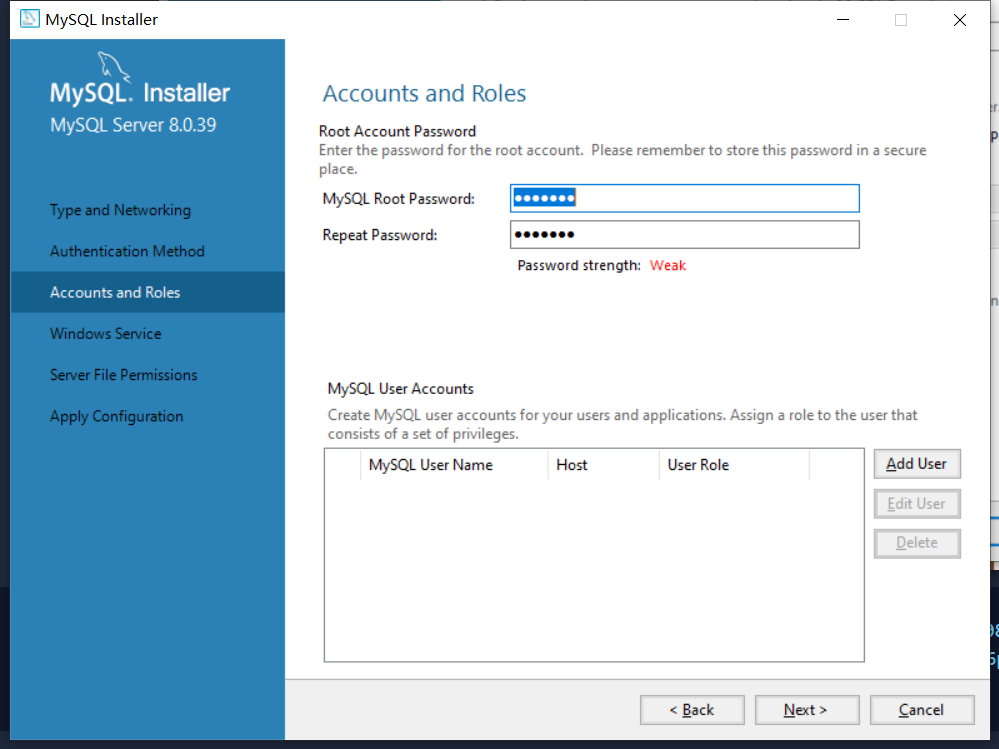 MySQL Installer
MySQL. Installer
MySQL Server 8.0.39
Type and Networking
Authentication Method
Accounts and Roles
Windows Service
Server File Permissions
Apply Configuration
Accounts and Roles
Root Account Password
Enter the password for the root account.  Please remember to store this password in a secure
place.
MySQL Root Password: ●●●●●●●
Repeat Password: ●●●●●●●
Password strength: Weak
MySQL User Accounts
Create MySQL user accounts for your users and applications. Assign a role to the user that
consists of a set of privileges.
MySQL User Name Host User Role
Add User
Edit User
Delete
< Back Next > Cancel